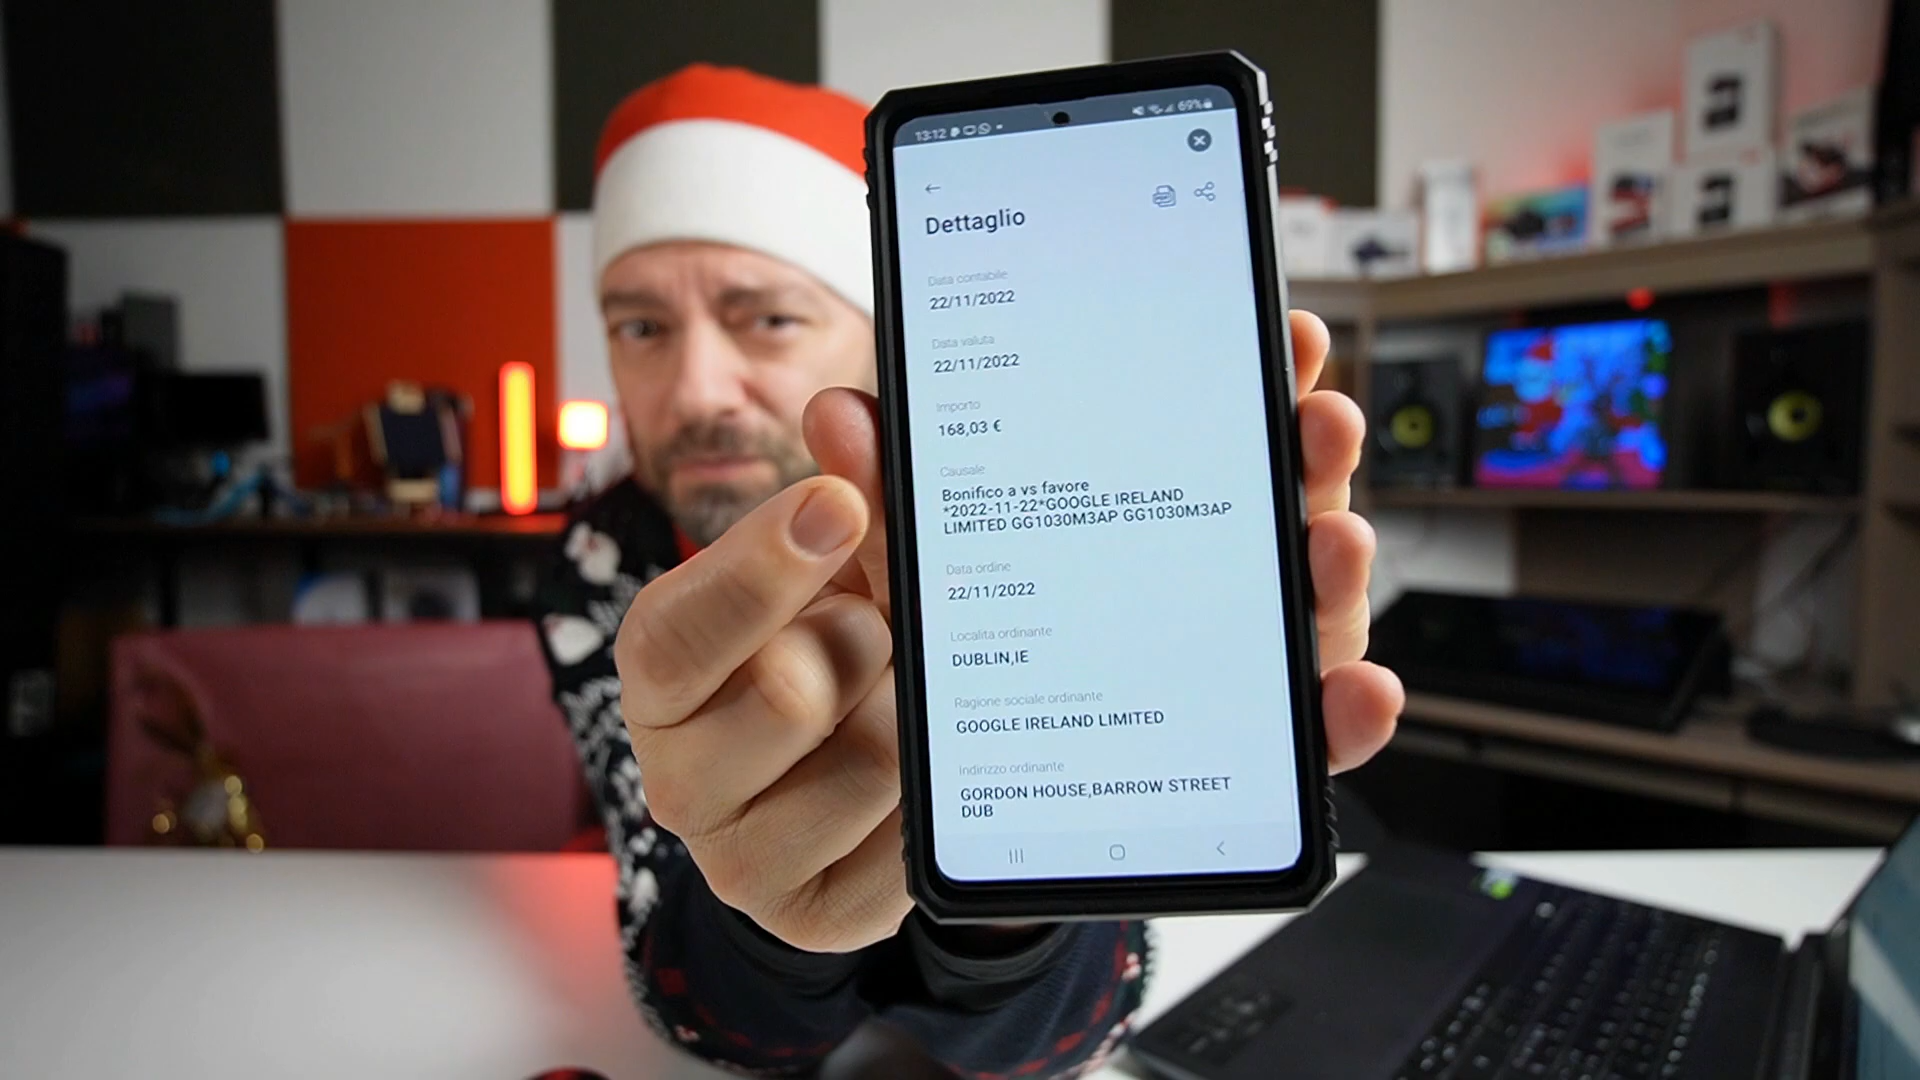 13:12
69%
Dettaglio
Data contabile
22/11/2022
Data valuta
22/11/2022
Importo
168,03 €
Causale
Bonifico a vs favore
*2022-11-22*GOOGLE IRELAND
LIMITED GG1030M3AP GG1030M3AP
Data ordine
22/11/2022
Localita ordinante
DUBLIN,IE
Ragione sociale ordinante
GOOGLE IRELAND LIMITED
Indirizzo ordinante
GORDON HOUSE,BARROW STREET
DUB